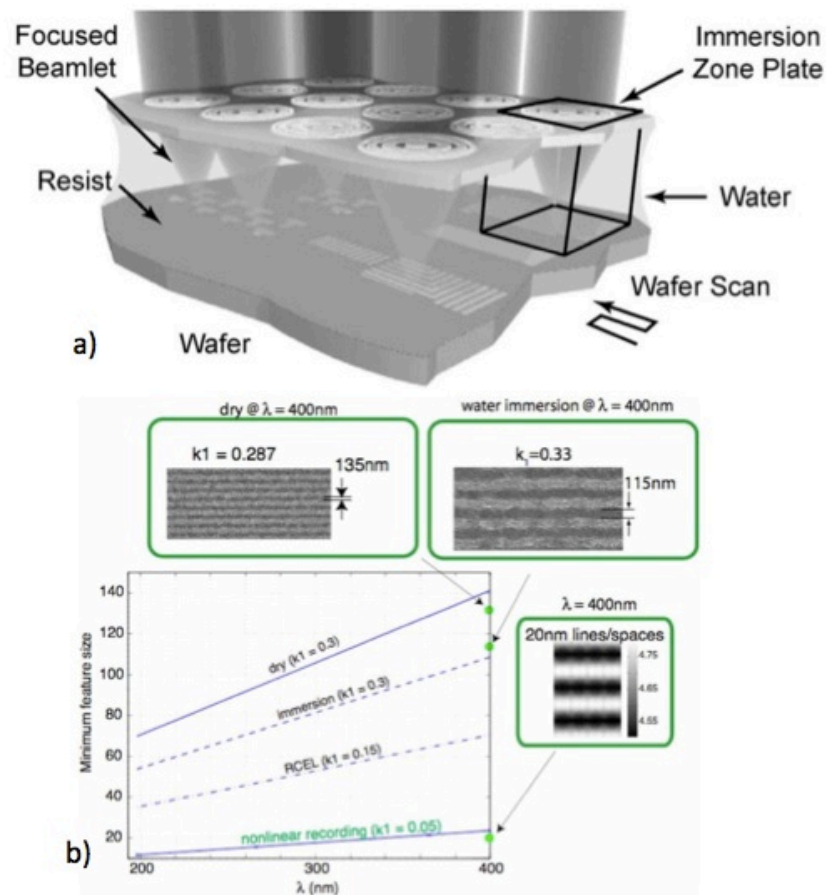 Focused
Beamlet
Immersion
Zone Plate
Resist
Water
Wafer Scan
Wafer
a)
dry @ λ = 400nm
water immersion @ λ = 400nm
k1 = 0.287
135nm
k1=0.33
115nm
140
120
100
80
60
40
20
Minimum feature size
dry (k1 = 0.3)
immersion (k1 = 0.3)
RCEL (k1 = 0.15)
nonlinear recording (k1 = 0.05)
200
300
400
λ (nm)
λ = 400nm
20nm lines/spaces
4.75
4.65
4.55
b)